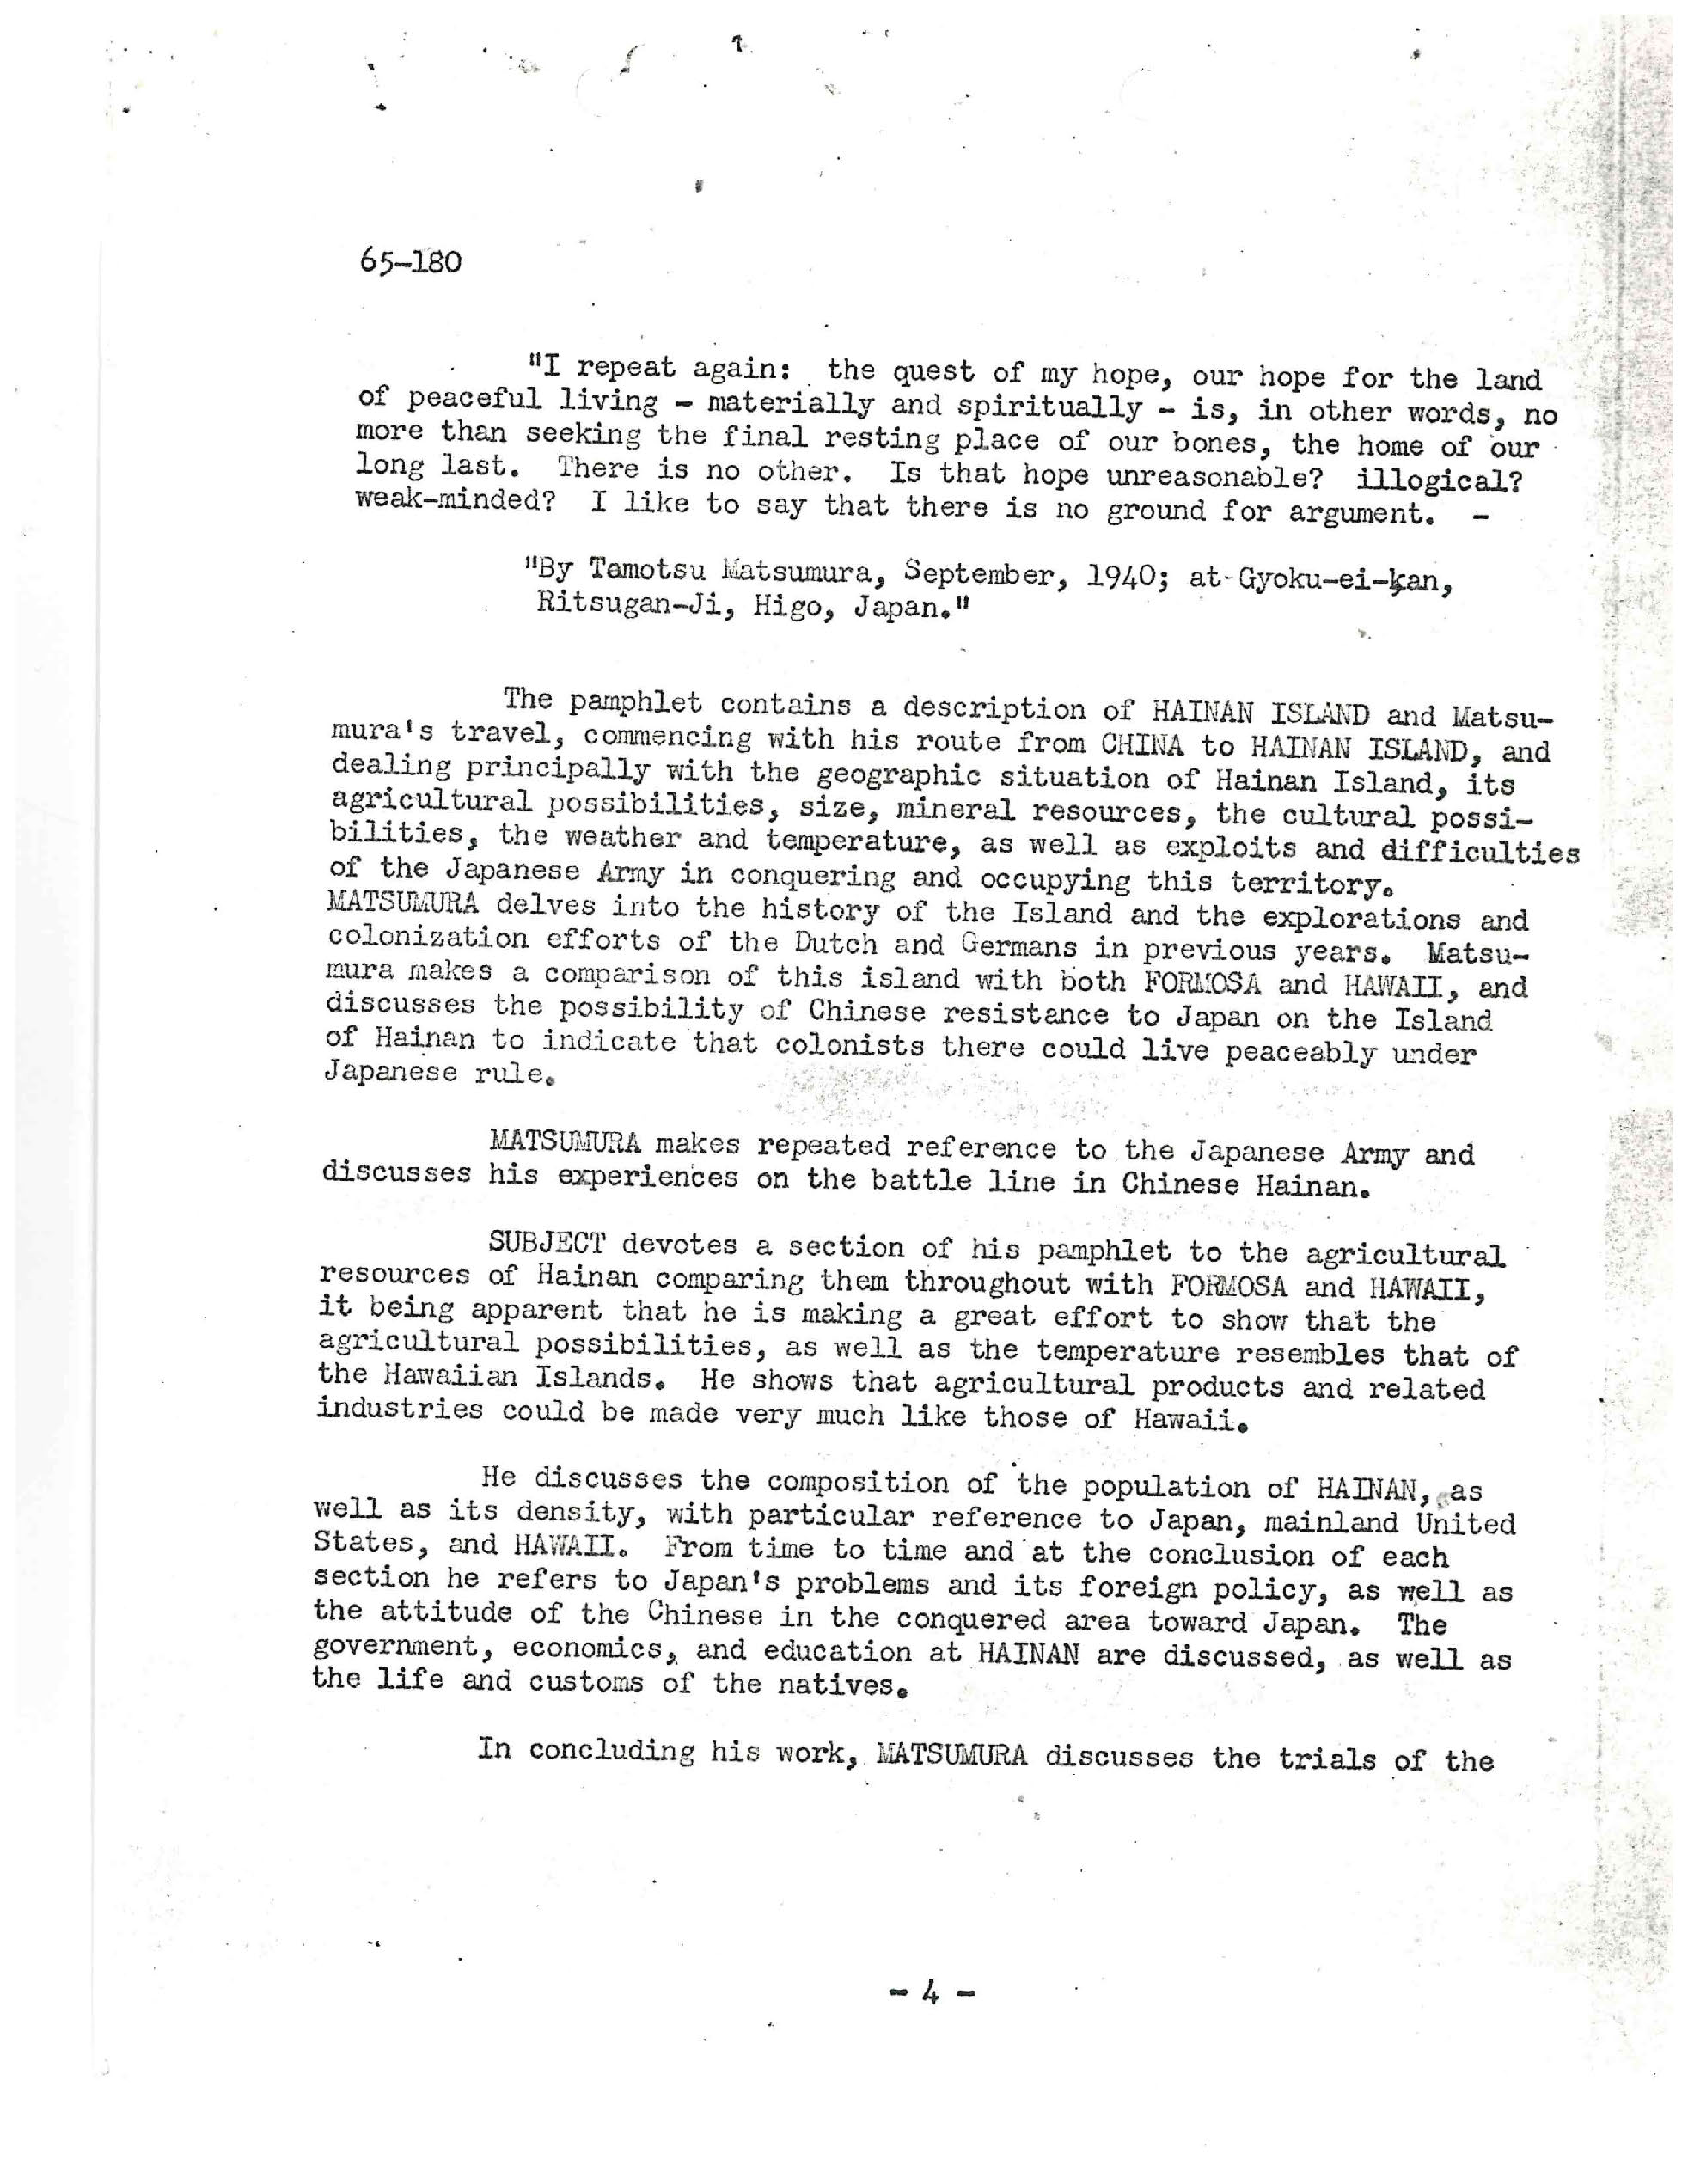 65-180
"I repeat again: the quest of my hope, our hope for the land
of peaceful living - materially and spiritually - is, in other words, no
more than seeking the final resting place of our bones, the home of our
long last. There is no other. Is that hope unreasonable? illogical?
weak-minded? I like to say that there is no ground for argument. -
"By Tamotsu Matsumura, September, 1940; at Gyoku-ei-kan,
Ritsugan-Ji, Higo, Japan."
The pamphlet contains a description of HAINAN ISLAND and Matsu-
mura's travel, commencing with his route from CHINA to HAINAN ISLAND, and
dealing principally with the geographic situation of Hainan Island, its
agricultural possibilities, size, mineral resources, the cultural possi-
bilities, the weather and temperature, as well as exploits and difficulties
of the Japanese Army in conquering and occupying this territory.
MATSUMURA delves into the history of the Island and the explorations and
colonization efforts of the Dutch and Germans in previous years. Matsu-
mura makes a comparison of this island with both FORMOSA and HAWAII, and
discusses the possibility of Chinese resistance to Japan on the Island
of Hainan to indicate that colonists there could live peaceably under
Japanese rule.
MATSUMURA makes repeated reference to the Japanese Army and
discusses his experiences on the battle line in Chinese Hainan.
SUBJECT devotes a section of his pamphlet to the agricultural
resources of Hainan comparing them throughout with FORMOSA and HAWAII,
it being apparent that he is making a great effort to show that the
agricultural possibilities, as well as the temperature resembles that of
the Hawaiian Islands. He shows that agricultural products and related
industries could be made very much like those of Hawaii.
He discusses the composition of the population of HAINAN, as
well as its density, with particular reference to Japan, mainland United
States, and HAWAII. From time to time and at the conclusion of each
section he refers to Japan's problems and its foreign policy, as well as
the attitude of the Chinese in the conquered area toward Japan. The
government, economics, and education at HAINAN are discussed, as well as
the life and customs of the natives.
In concluding his work, MATSUMURA discusses the trials of the
- 4 -